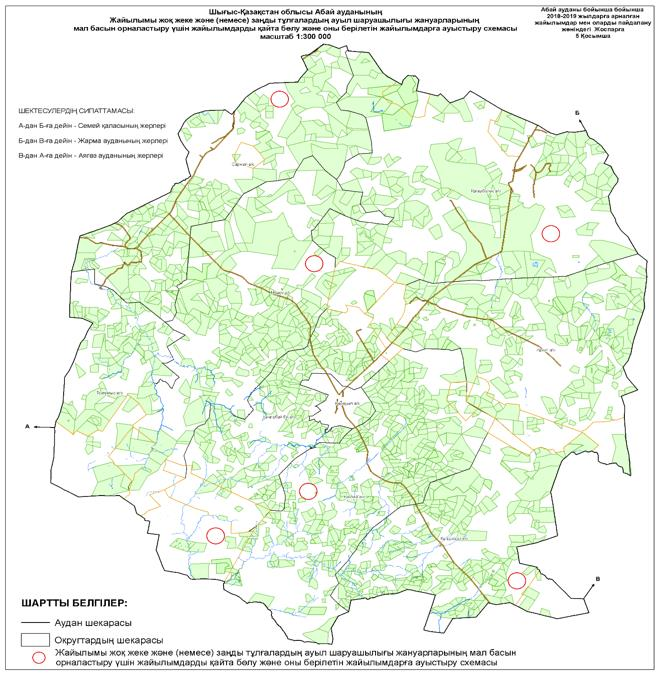 Шығыс-Қазақстан облысы Абай ауданының
Жайылымы жоқ жеке және (немесе) заңды тұлғалардың ауыл шаруашылығы жануарларының
мал басын орналастыру үшін жайылымдарды қайта бөлу және оны берілетін жайылымдарға ауыстыру схемасы
масштаб 1:300 000
Абай ауданы бойынша бойынша
2018-2019 жылдарға арналған
жайылымдар мен оларды пайдалану
жөніндегі Жоспарға
5 Қосымша
ШЕКТЕСУЛЕРДІҢ СИПАТТАМАСЫ:
А-дан Б-ға дейін - Семей қаласының жерлері
Б-дан В-ға дейін - Жарма ауданының жерлері
В-дан А-ға дейін - Аягөз ауданының жерлері
Б
А
В
ШАРТТЫ БЕЛГІЛЕР:
Аудан шекарасы
Округтардың шекарасы
Жайылымы жоқ жеке және (немесе) заңды тұлғалардың ауыл шаруашылығы жануарларының мал басын
орналастыру үшін жайылымдарды қайта бөлу және оны берілетін жайылымдарға ауыстыру схемасы